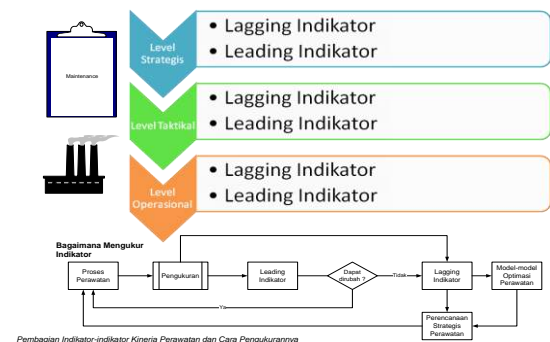 Maintenance
Level
Strategis
• Lagging Indikator
• Leading Indikator
Level Taktikal
• Lagging Indikator
• Leading Indikator
Level
Operasional
• Lagging Indikator
• Leading Indikator
Bagaimana Mengukur
Indikator
Proses
Perawatan
Pengukuran
Leading
Indikator
Dapat
dirubah ?
Tidak
Lagging
Indikator
Model-model
Optimasi
Perawatan
Ya
Perencanaan
Strategis
Perawatan
Pembagian Indikator-indikator Kinerja Perawatan dan Cara Pengukurannya